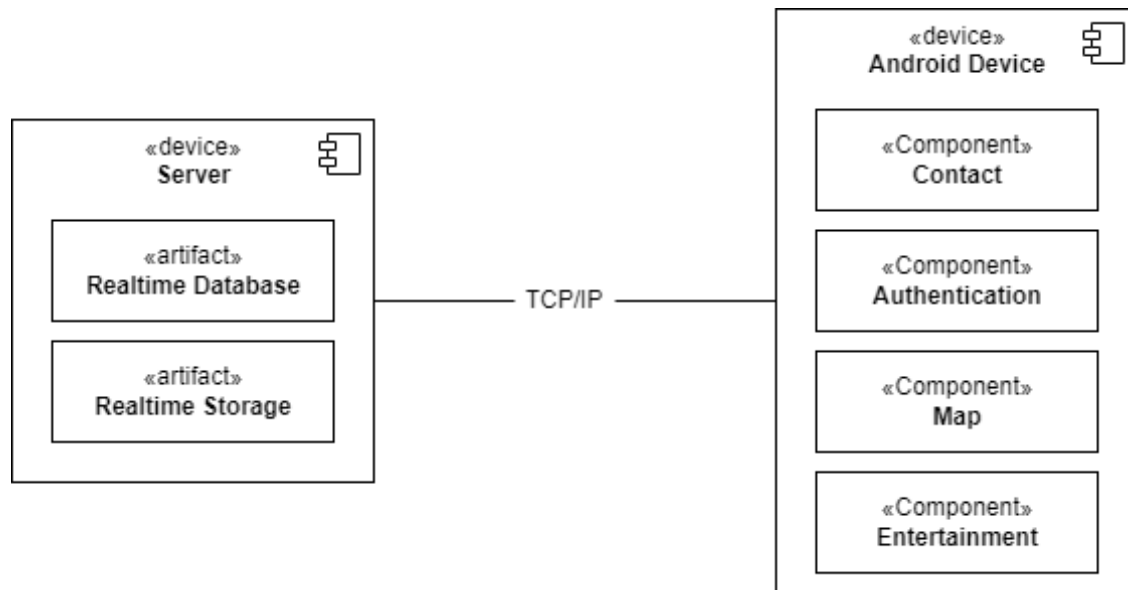 «device»
Server
«artifact»
Realtime Database
«artifact»
Realtime Storage
TCP/IP
«device»
Android Device
«Component»
Contact
«Component»
Authentication
«Component»
Map
«Component»
Entertainment